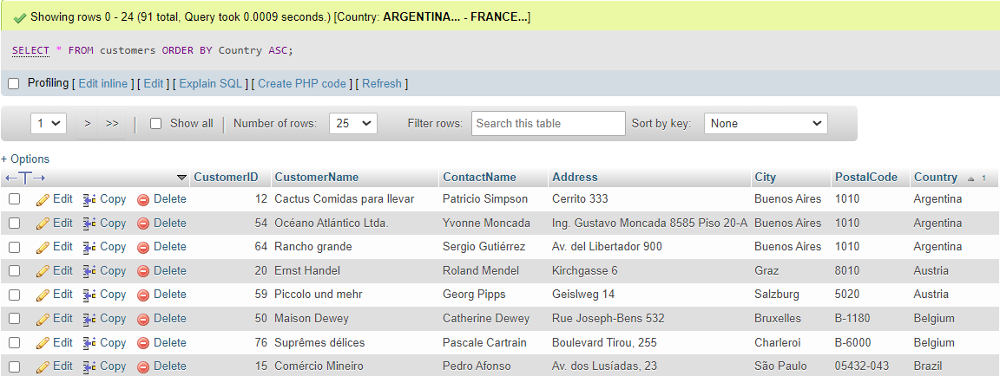 Showing rows 0 - 24 (91 total, Query took 0.0009 seconds.) [Country: ARGENTINA... - FRANCE...]
SELECT * FROM customers ORDER BY Country ASC;
Profiling [ Edit inline ] [ Edit ] [ Explain SQL ] [ Create PHP code ] [ Refresh ]
1 > >> Show all Number of rows: 25 Filter rows: Search this table Sort by key: None
+ Options
CustomerID CustomerName ContactName Address City PostalCode Country 1
Edit Copy Delete 12 Cactus Comidas para llevar Patricio Simpson Cerrito 333 Buenos Aires 1010 Argentina
Edit Copy Delete 54 Océano Atlántico Ltda. Yvonne Moncada Ing. Gustavo Moncada 8585 Piso 20-A Buenos Aires 1010 Argentina
Edit Copy Delete 64 Rancho grande Sergio Gutiérrez Av. del Libertador 900 Buenos Aires 1010 Argentina
Edit Copy Delete 20 Ernst Handel Roland Mendel Kirchgasse 6 Graz 8010 Austria
Edit Copy Delete 59 Piccolo und mehr Georg Pipps Geislweg 14 Salzburg 5020 Austria
Edit Copy Delete 50 Maison Dewey Catherine Dewey Rue Joseph-Bens 532 Bruxelles B-1180 Belgium
Edit Copy Delete 76 Suprêmes délices Pascale Cartrain Boulevard Tirou, 255 Charleroi B-6000 Belgium
Edit Copy Delete 15 Comércio Mineiro Pedro Afonso Av. dos Lusíadas, 23 São Paulo 05432-043 Brazil